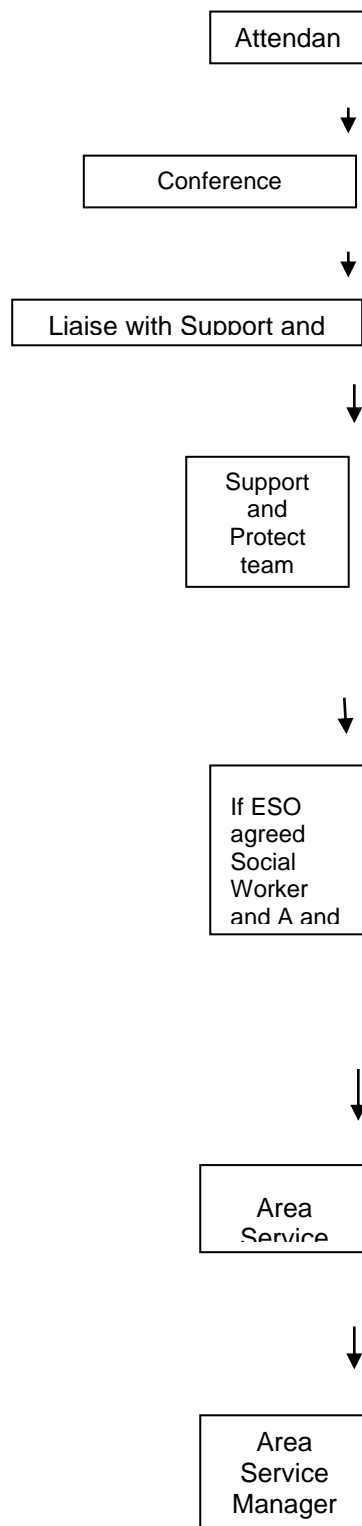 Attendan
Conference
Liaise with Support and
Support
and
Protect
team
If ESO
agreed
Social
Worker
and A and
Area
Service
Area
Service
Manager